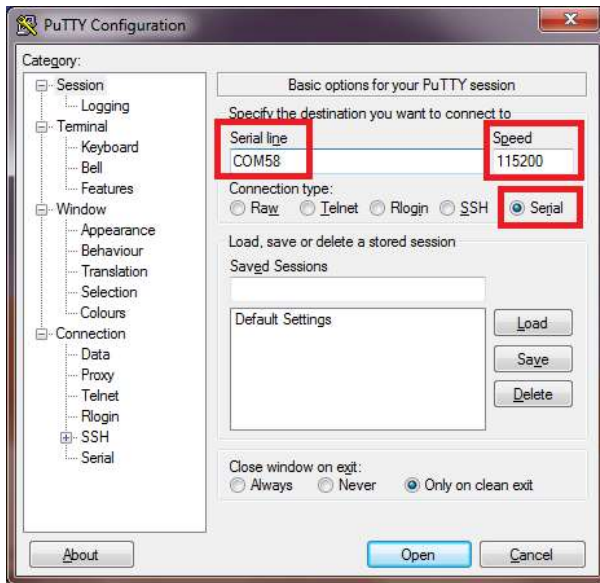 PuTTY Configuration
Category:
Session
Logging
Terminal
Keyboard
Bell
Features
Window
Appearance
Behaviour
Translation
Selection
Colours
Connection
Data
Proxy
Telnet
Rlogin
SSH
Serial
Basic options for your PuTTY session
Specify the destination you want to connect to
Serial line Speed
COM58 115200
Connection type:
Raw Telnet Rlogin SSH Serial
Load, save or delete a stored session
Saved Sessions
Default Settings
Load
Save
Delete
Close window on exit:
Always Never Only on clean exit
About Open Cancel